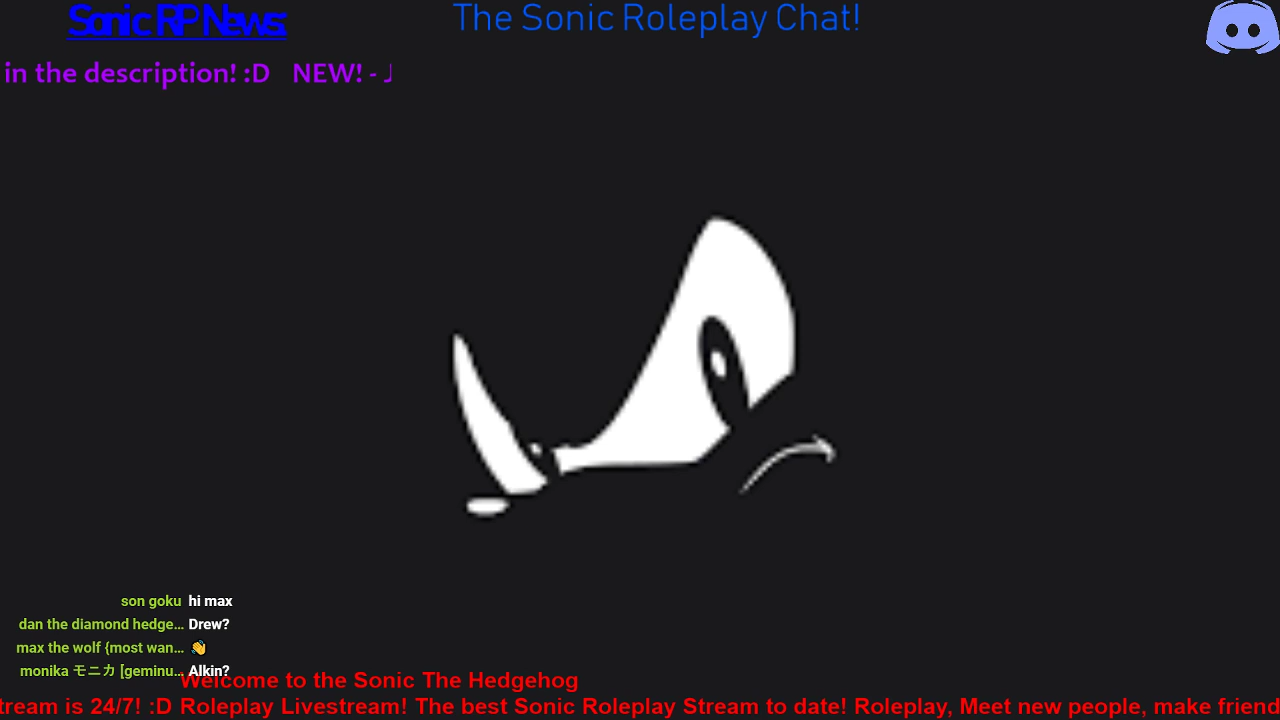 Sonic RP News:
The Sonic Roleplay Chat!
in the description! :D NEW! - ♩
son goku hi max
dan the diamond hedge... Drew?
max the wolf {most wan... 👋
monika モニカ [geminu... Alkin?
Welcome to the Sonic The Hedgehog
tream is 24/7! :D Roleplay Livestream! The best Sonic Roleplay Stream to date! Roleplay, Meet new people, make friend